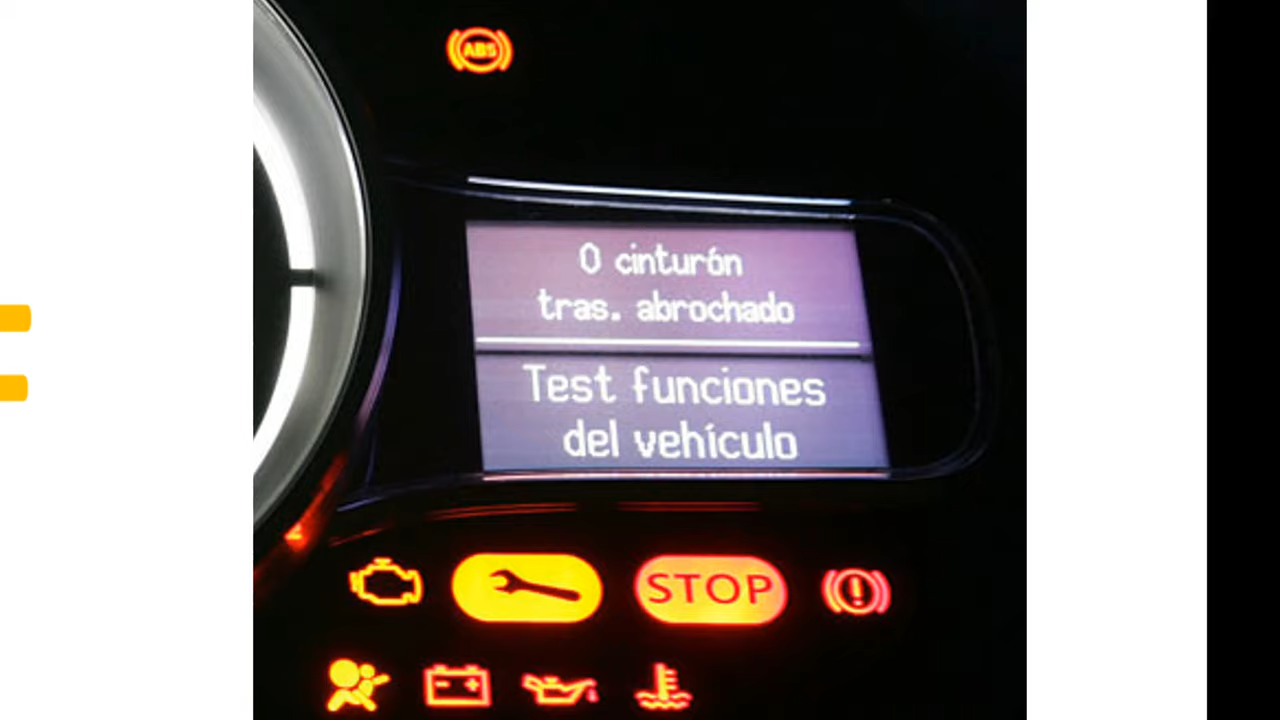 ABS
0 cinturón
tras. abrochado
Test funciones
del vehículo
STOP